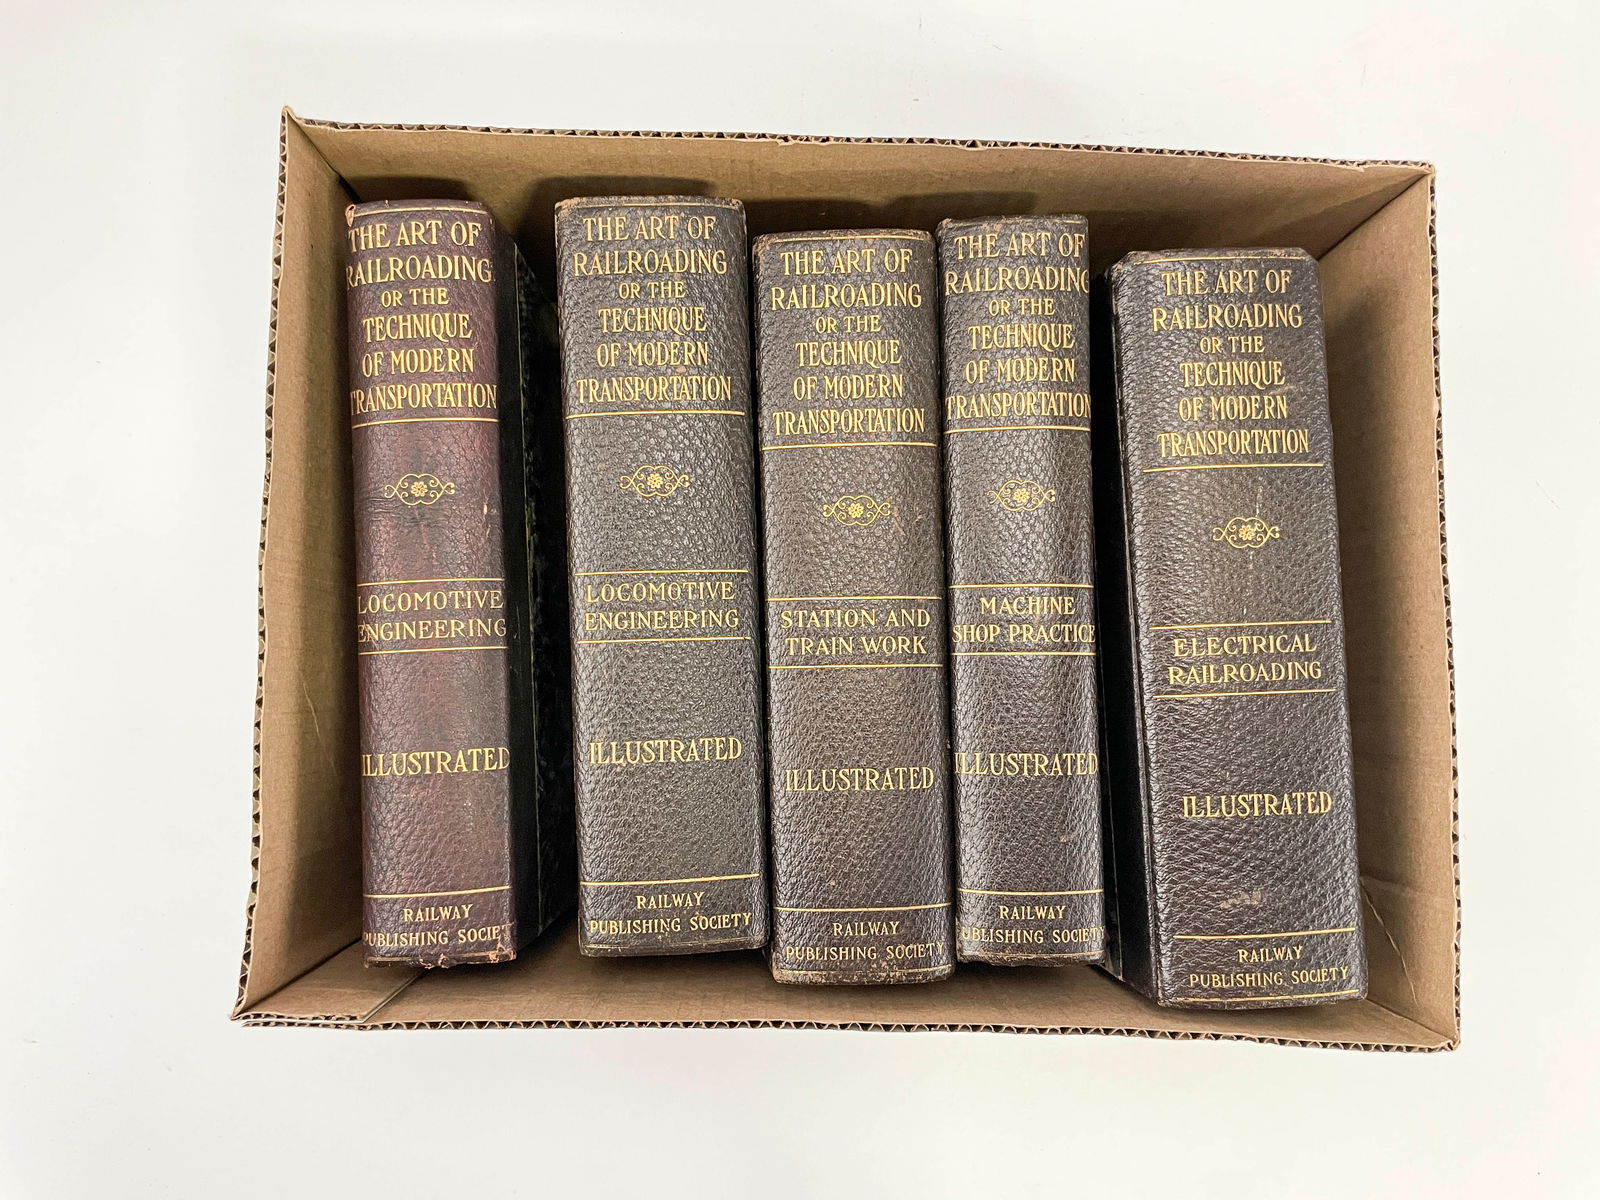 THE ART OF
RAILROADING
OR THE
TECHNIQUE
OF MODERN
TRANSPORTATION
LOCOMOTIVE
ENGINEERING
ILLUSTRATED
RAILWAY
PUBLISHING SOCIETY
THE ART OF
RAILROADING
OR THE
TECHNIQUE
OF MODERN
TRANSPORTATION
LOCOMOTIVE
ENGINEERING
ILLUSTRATED
RAILWAY
PUBLISHING SOCIETY
THE ART OF
RAILROADING
OR THE
TECHNIQUE
OF MODERN
TRANSPORTATION
STATION AND
TRAIN WORK
ILLUSTRATED
RAILWAY
PUBLISHING SOCIETY
THE ART OF
RAILROADING
OR THE
TECHNIQUE
OF MODERN
TRANSPORTATION
MACHINE
SHOP PRACTICE
ILLUSTRATED
RAILWAY
PUBLISHING SOCIETY
THE ART OF
RAILROADING
OR THE
TECHNIQUE
OF MODERN
TRANSPORTATION
ELECTRICAL
RAILROADING
ILLUSTRATED
RAILWAY
PUBLISHING SOCIETY